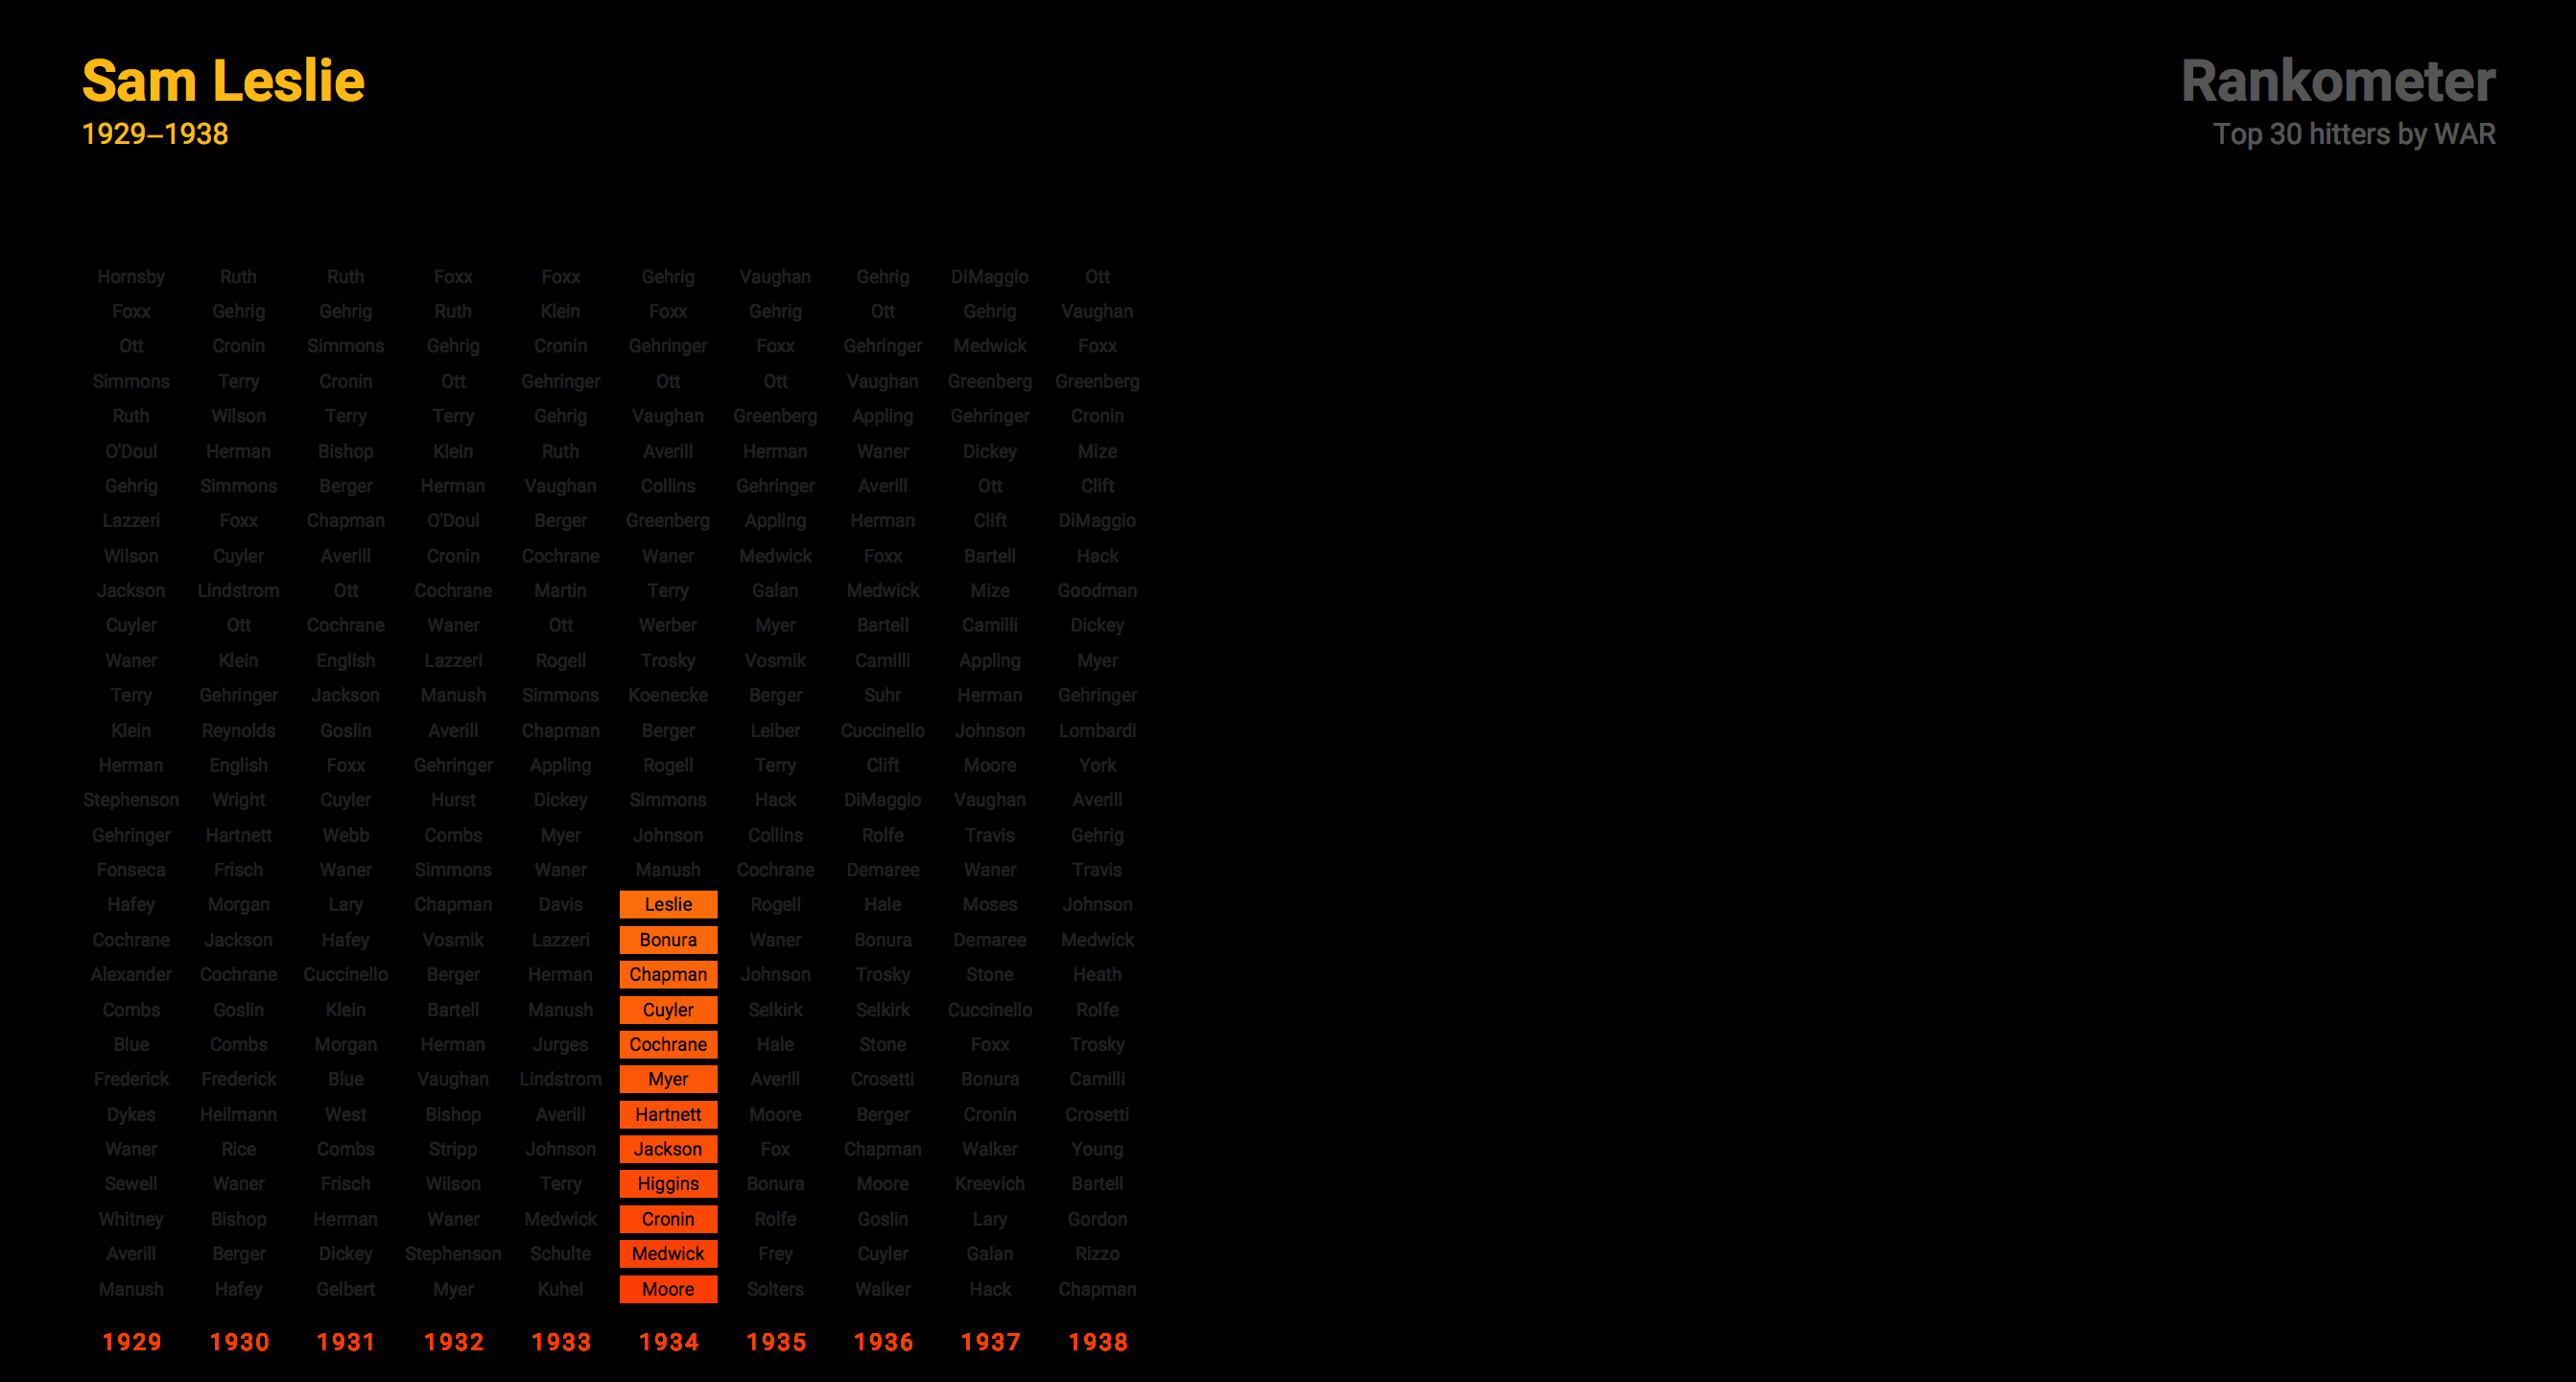 Sam Leslie
1929–1938
Rankometer
Top 30 hitters by WAR
Hornsby Ruth Ruth Foxx Foxx Gehrig Vaughan Gehrig DiMaggio Ott
Foxx Gehrig Gehrig Ruth Klein Foxx Gehrig Ott Gehrig Vaughan
Ott Cronin Simmons Gehrig Cronin Gehringer Foxx Gehringer Medwick Foxx
Simmons Terry Cronin Ott Gehringer Ott Ott Vaughan Greenberg Greenberg
Ruth Wilson Terry Terry Gehrig Vaughan Greenberg Appling Gehringer Cronin
O'Doul Herman Bishop Klein Ruth Averill Herman Waner Dickey Mize
Gehrig Simmons Berger Herman Vaughan Collins Gehringer Averill Ott Clift
Lazzeri Foxx Chapman O'Doul Berger Greenberg Appling Herman Clift DiMaggio
Wilson Cuyler Averill Cronin Cochrane Waner Medwick Foxx Bartell Hack
Jackson Lindstrom Ott Cochrane Martin Terry Galan Medwick Mize Goodman
Cuyler Ott Cochrane Waner Ott Werber Myer Bartell Camilli Dickey
Waner Klein English Lazzeri Rogell Trosky Vosmik Camilli Appling Myer
Terry Gehringer Jackson Manush Simmons Koenecke Berger Suhr Herman Gehringer
Klein Reynolds Goslin Averill Chapman Berger Leiber Cuccinello Johnson Lombardi
Herman English Foxx Gehringer Appling Rogell Terry Clift Moore York
Stephenson Wright Cuyler Hurst Dickey Simmons Hack DiMaggio Vaughan Averill
Gehringer Hartnett Webb Combs Myer Johnson Collins Rolfe Travis Gehrig
Fonseca Frisch Waner Simmons Waner Manush Cochrane Demaree Waner Travis
Hafey Morgan Lary Chapman Davis Leslie Rogell Hale Moses Johnson
Cochrane Jackson Hafey Vosmik Lazzeri Bonura Waner Bonura Demaree Medwick
Alexander Cochrane Cuccinello Berger Herman Chapman Johnson Trosky Stone Heath
Combs Goslin Klein Bartell Manush Cuyler Selkirk Selkirk Cuccinello Rolfe
Blue Combs Morgan Herman Jurges Cochrane Hale Stone Foxx Trosky
Frederick Frederick Blue Vaughan Lindstrom Myer Averill Crosetti Bonura Camilli
Dykes Heilmann West Bishop Averill Hartnett Moore Berger Cronin Crosetti
Waner Rice Combs Stripp Johnson Jackson Fox Chapman Walker Young
Sewell Waner Frisch Wilson Terry Higgins Bonura Moore Kreevich Bartell
Whitney Bishop Herman Waner Medwick Cronin Rolfe Goslin Lary Gordon
Averill Berger Dickey Stephenson Schulte Medwick Frey Cuyler Galan Rizzo
Manush Hafey Gelbert Myer Kuhel Moore Solters Walker Hack Chapman
1929 1930 1931 1932 1933 1934 1935 1936 1937 1938